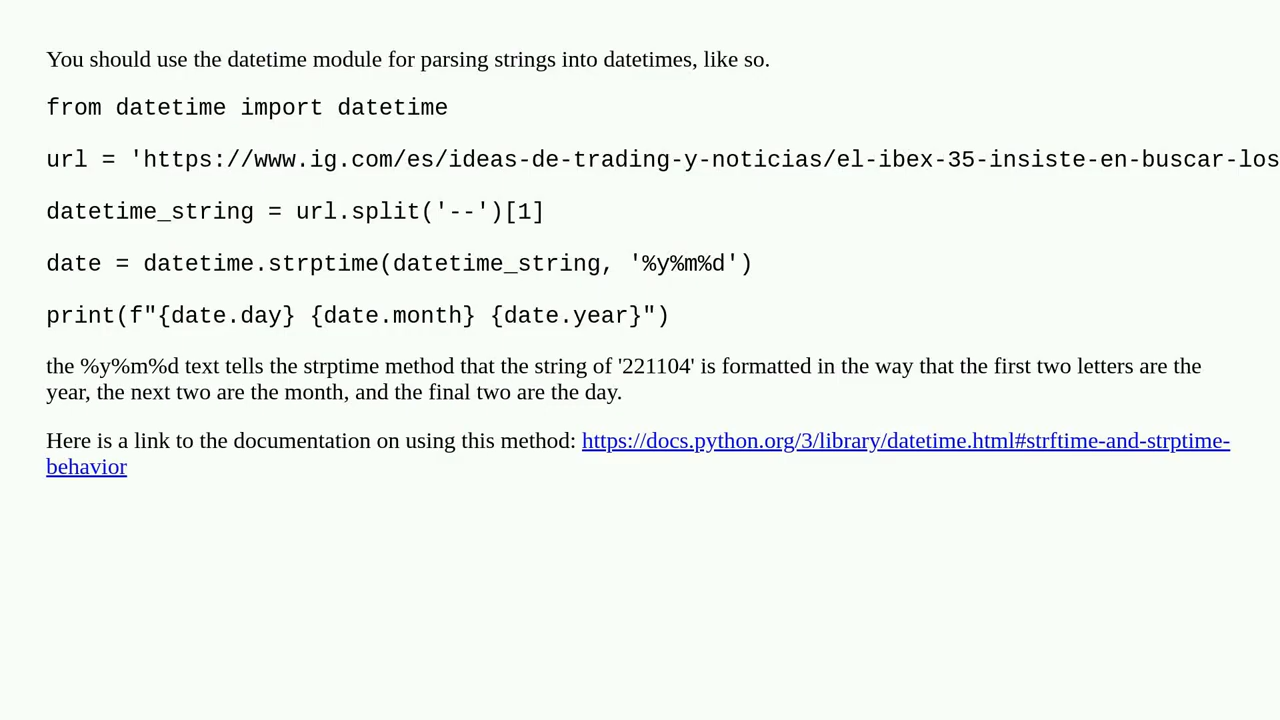 You should use the datetime module for parsing strings into datetimes, like so.
from datetime import datetime
url = 'https://www.ig.com/es/ideas-de-trading-y-noticias/el-ibex-35-insiste-en-buscar-los
datetime_string = url.split('--')[1]
date = datetime.strptime(datetime_string, '%y%m%d')
print(f"{date.day} {date.month} {date.year}")
the %y%m%d text tells the strptime method that the string of '221104' is formatted in the way that the first two letters are the
year, the next two are the month, and the final two are the day.
Here is a link to the documentation on using this method: https://docs.python.org/3/library/datetime.html#strftime-and-strptime-
behavior